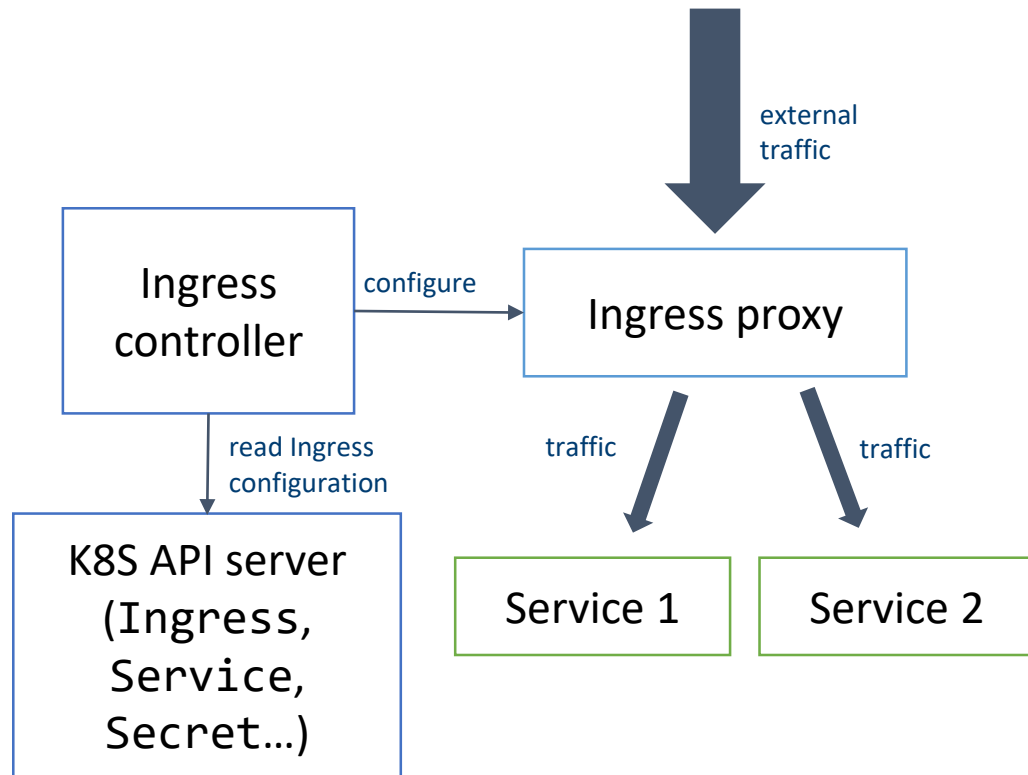 external
traffic
Ingress
controller
configure
Ingress proxy
read Ingress
configuration
traffic
traffic
K8S API server
(Ingress,
Service,
Secret…)
Service 1
Service 2